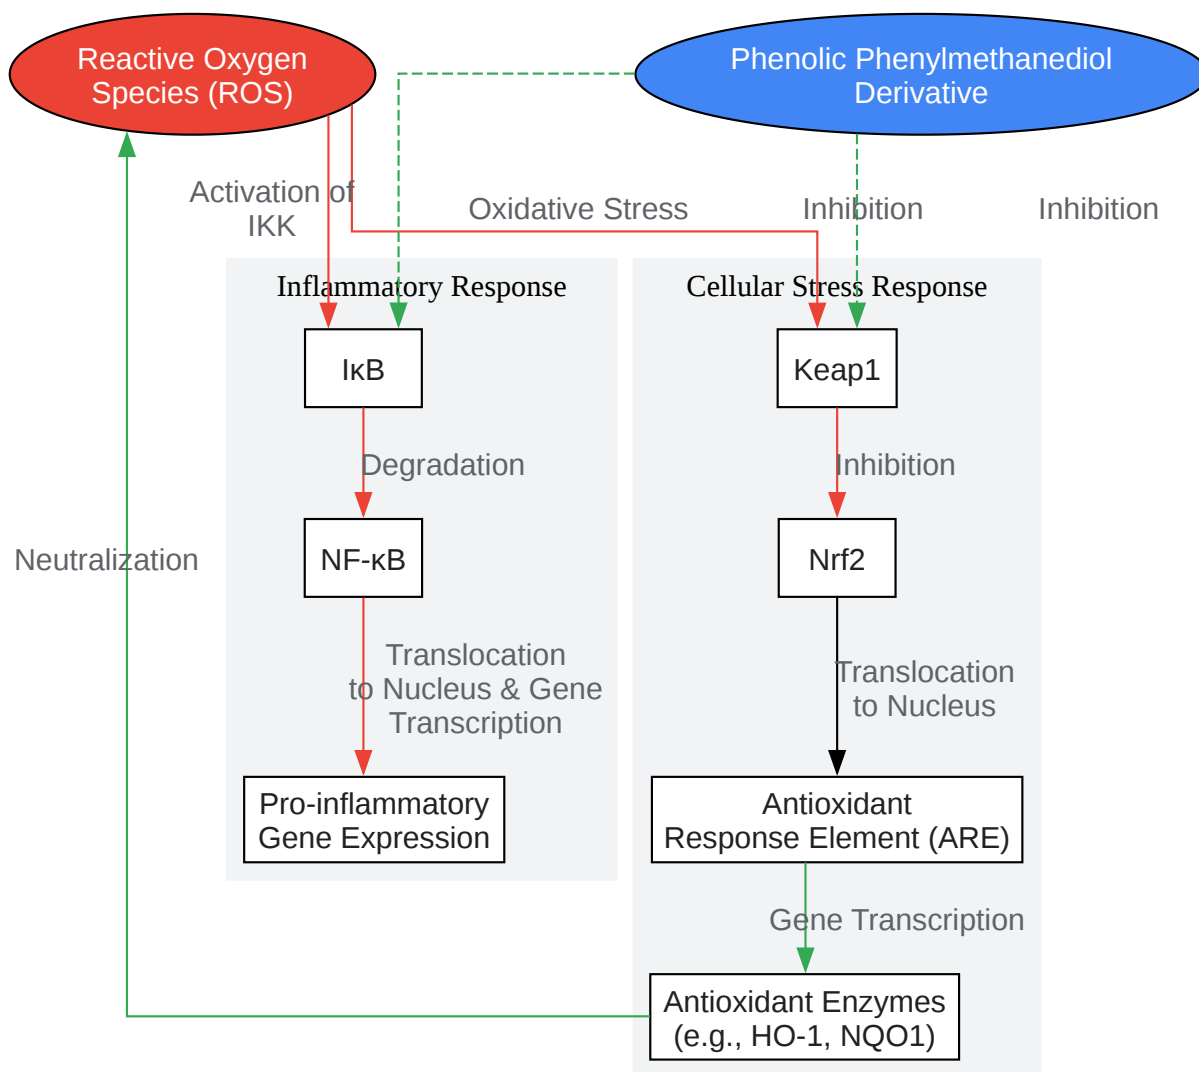 Reactive Oxygen
Species (ROS)
Phenolic Phenylmethanediol
Derivative
Activation of
IKK
Oxidative Stress
Inhibition
Inhibition
Inflammatory Response
Cellular Stress Response
IκB
Keap1
Degradation
Inhibition
NF-κB
Nrf2
Neutralization
Translocation
to Nucleus & Gene
Transcription
Translocation
to Nucleus
Pro-inflammatory
Gene Expression
Antioxidant
Response Element (ARE)
Gene Transcription
Antioxidant Enzymes
(e.g., HO-1, NQO1)